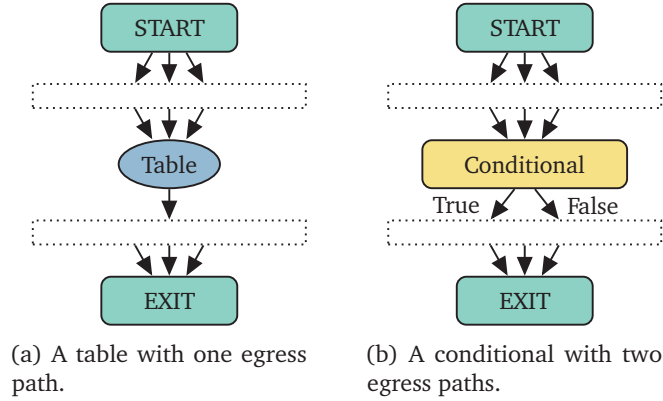 START
Table
EXIT
(a) A table with one egress
path.
START
Conditional
True False
EXIT
(b) A conditional with two
egress paths.